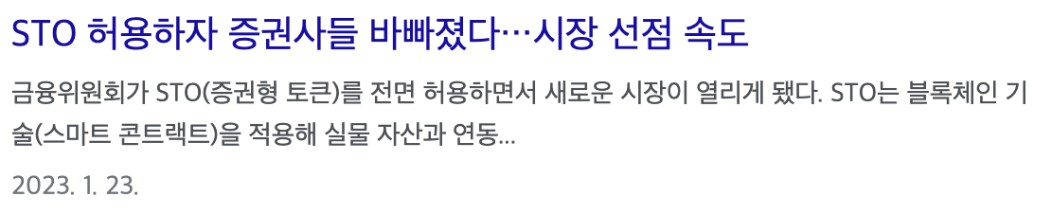 STO 허용하자 증권사들 바빠졌다…시장 선점 속도
금융위원회가 STO(증권형 토큰)를 전면 허용하면서 새로운 시장이 열리게 됐다. STO는 블록체인 기
술(스마트 콘트랙트)을 적용해 실물 자산과 연동...
2023. 1. 23.